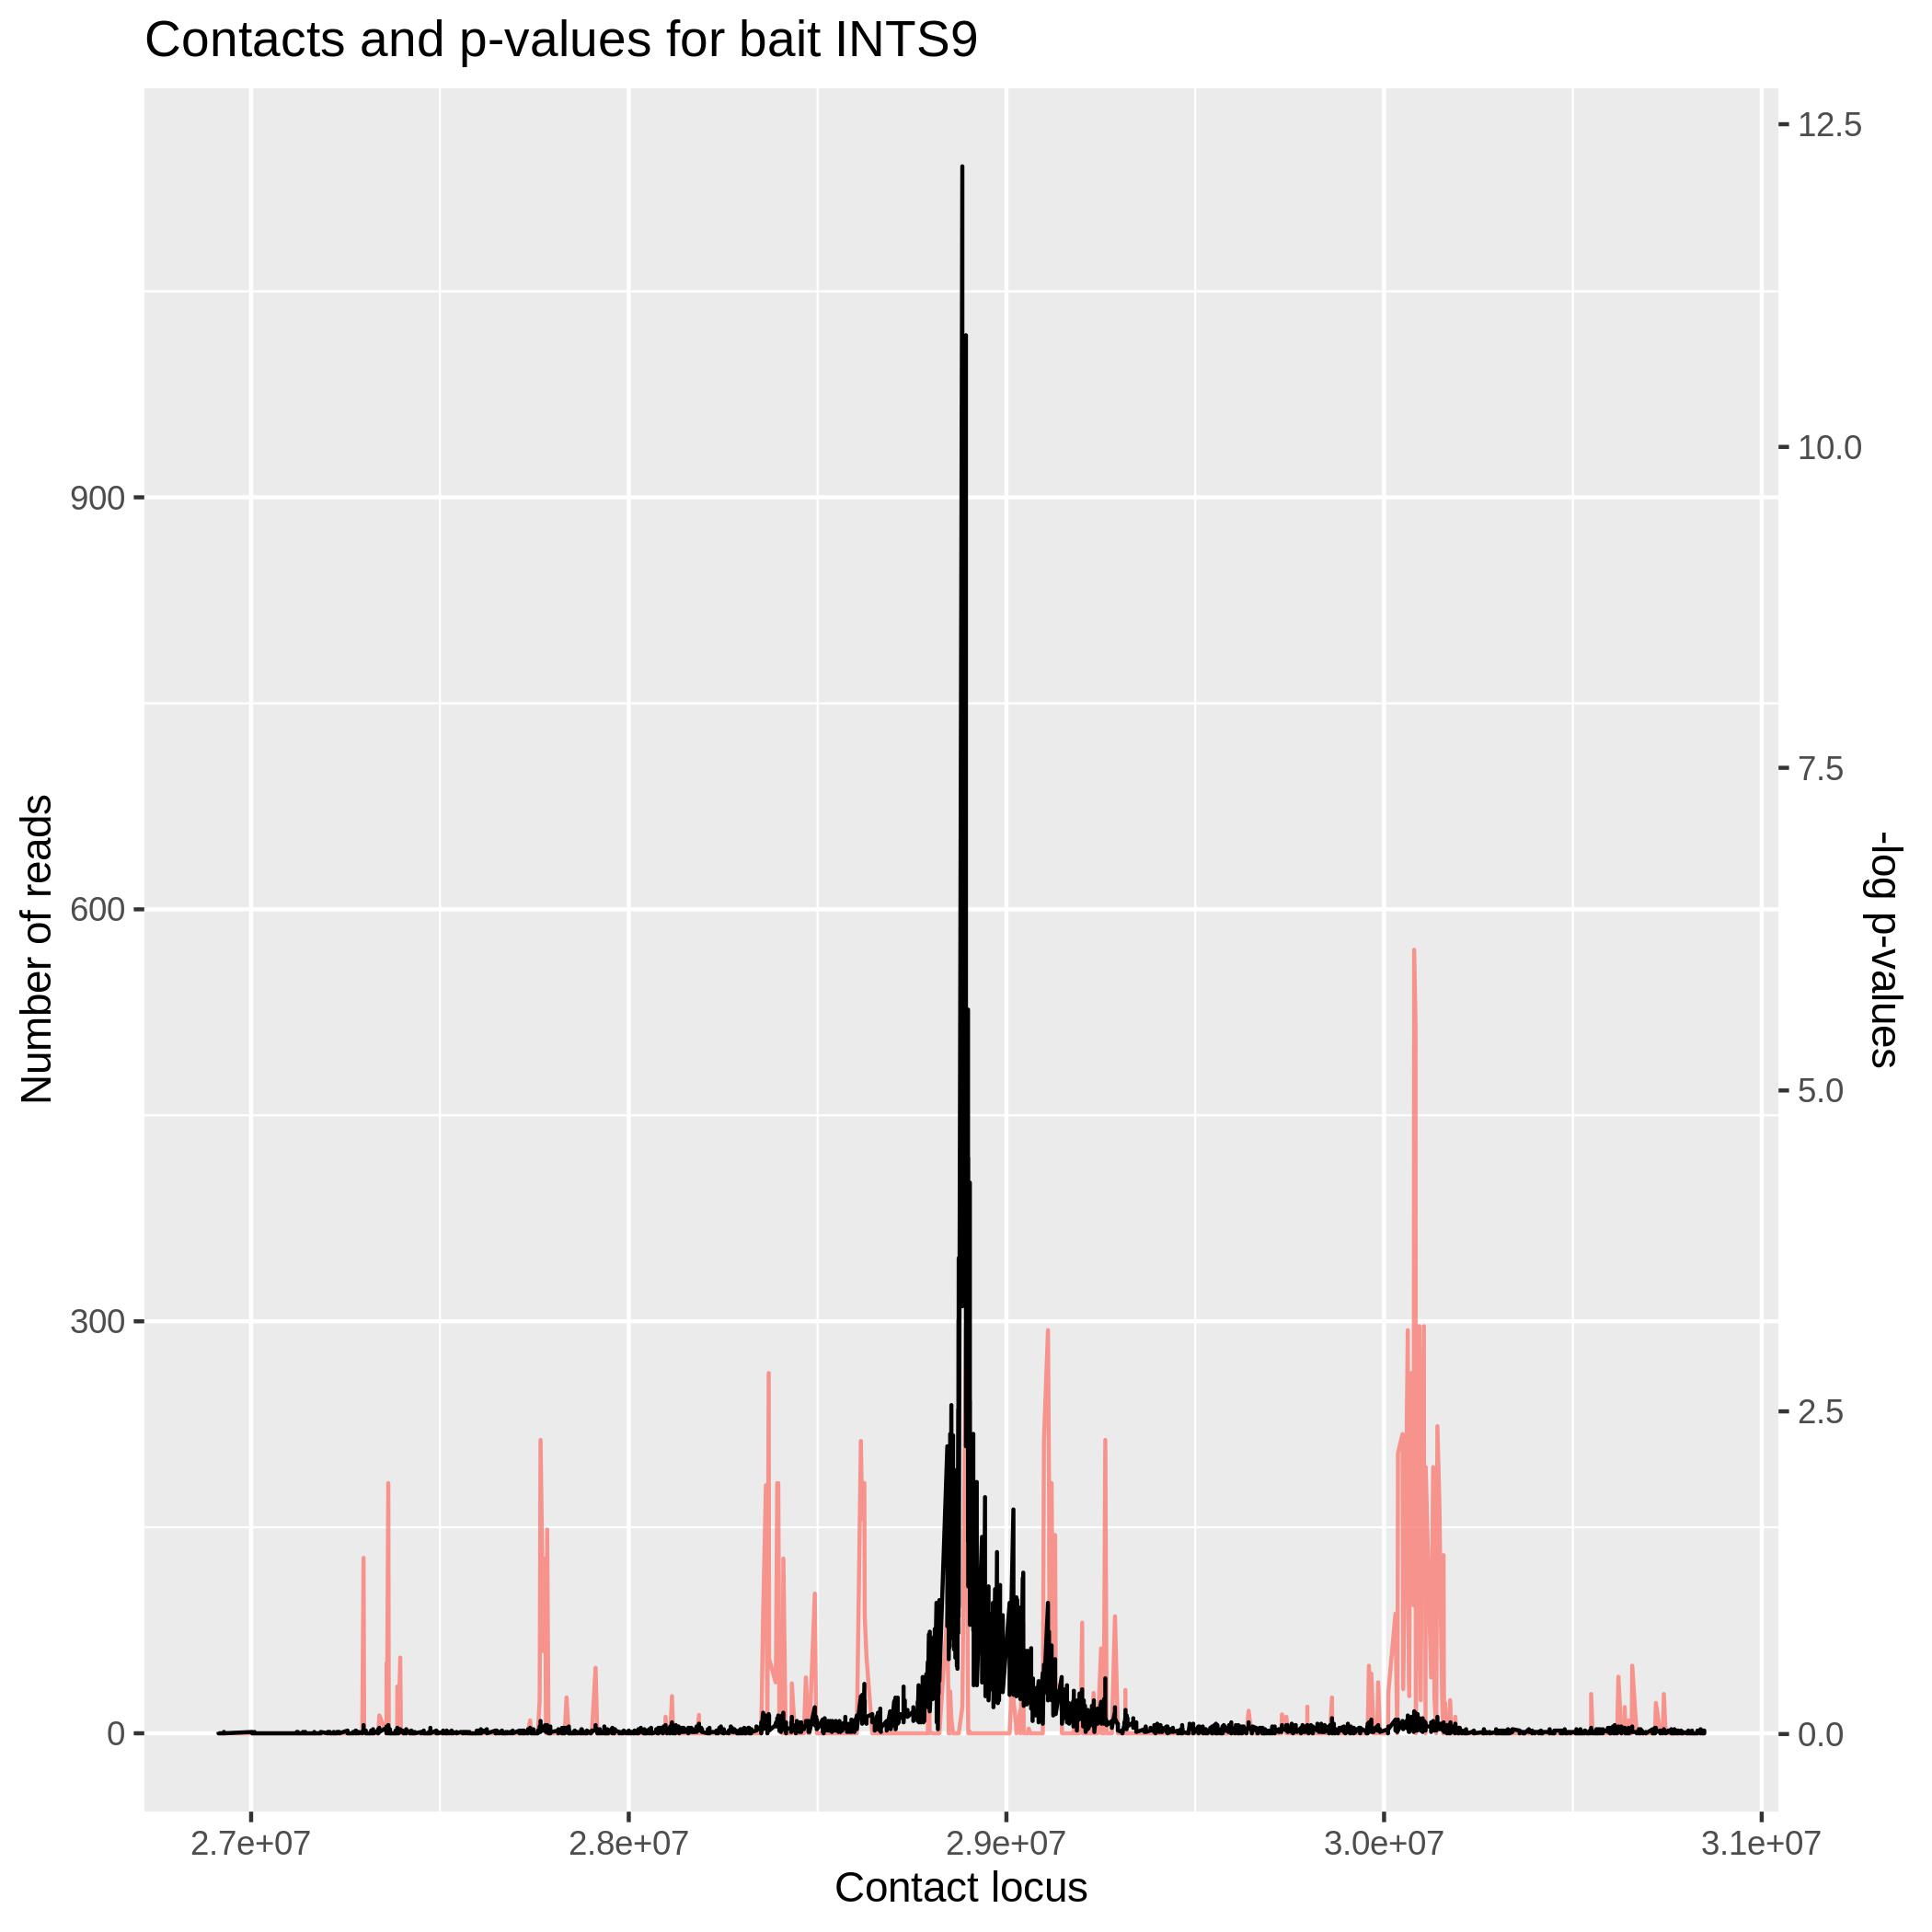 Contacts and p-values for bait INTS9
12.5
10.0
900
7.5
600
5.0
300
2.5
0
0.0
Number of reads
-log p-values
2.7e+07 2.8e+07 2.9e+07 3.0e+07 3.1e+07
Contact locus